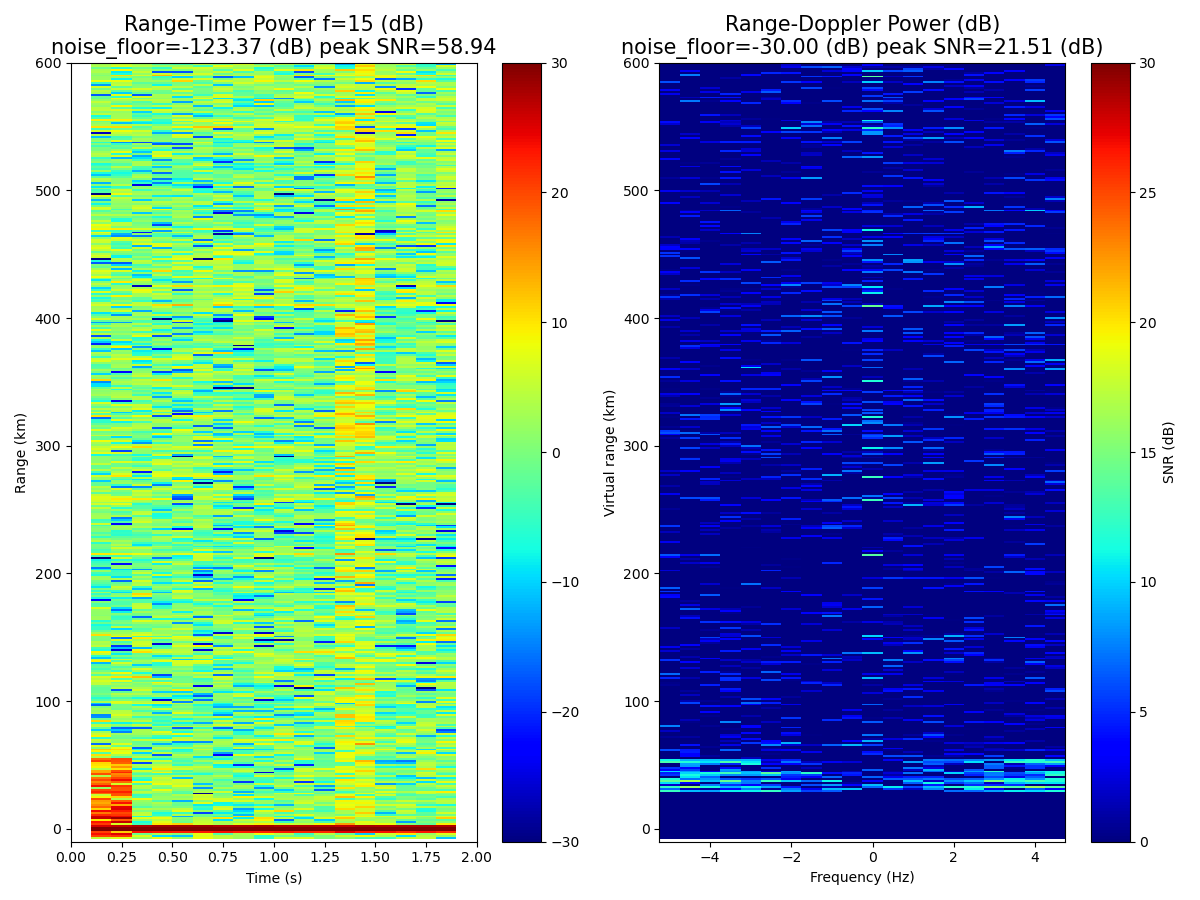 Range-Time Power f=15 (dB)
noise_floor=-123.37 (dB) peak SNR=58.94
Range-Doppler Power (dB)
noise_floor=-30.00 (dB) peak SNR=21.51 (dB)
600
500
400
300
200
100
0
Range (km)
0.00 0.25 0.50 0.75 1.00 1.25 1.50 1.75 2.00
Time (s)
30
20
10
0
−10
−20
−30
600
500
400
300
200
100
0
Virtual range (km)
−4 −2 0 2 4
Frequency (Hz)
30
25
20
15
10
5
0
SNR (dB)